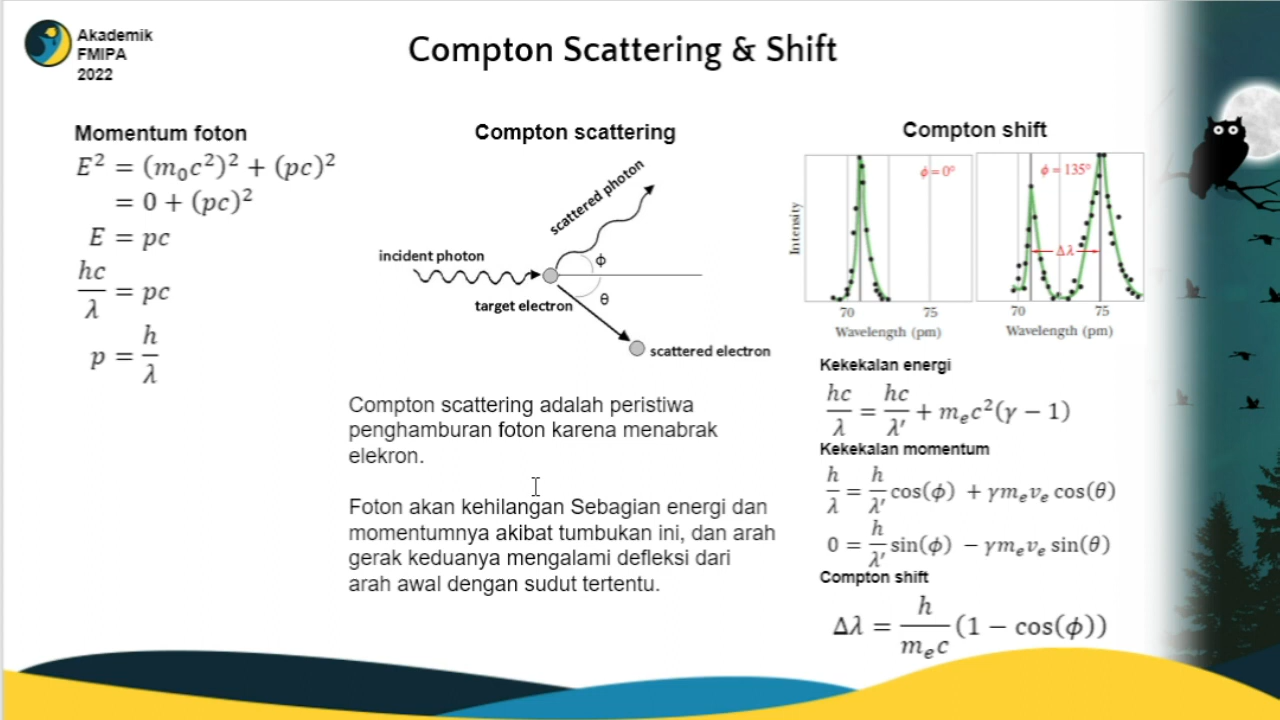 Akademik
FMIPA
2022
Compton Scattering & Shift
Momentum foton
E² = (m₀c²)² + (pc)²
= 0 + (pc)²
E = pc
hc/λ = pc
p = h/λ
Compton scattering
scattered photon
incident photon
ϕ
target electron
θ
scattered electron
Compton scattering adalah peristiwa
penghamburan foton karena menabrak
elekron.
Foton akan kehilangan Sebagian energi dan
momentumnya akibat tumbukan ini, dan arah
gerak keduanya mengalami defleksi dari
arah awal dengan sudut tertentu.
Compton shift
ϕ = 0°
ϕ = 135°
Intensity
Δλ
70 75
70 75
Wavelength (pm)
Wavelength (pm)
Kekekalan energi
hc/λ = hc/λ' + mₑc²(γ − 1)
Kekekalan momentum
h/λ = h/λ' cos(ϕ) + γmₑvₑ cos(θ)
0 = h/λ' sin(ϕ) − γmₑvₑ sin(θ)
Compton shift
Δλ = h/mₑc (1 − cos(ϕ))